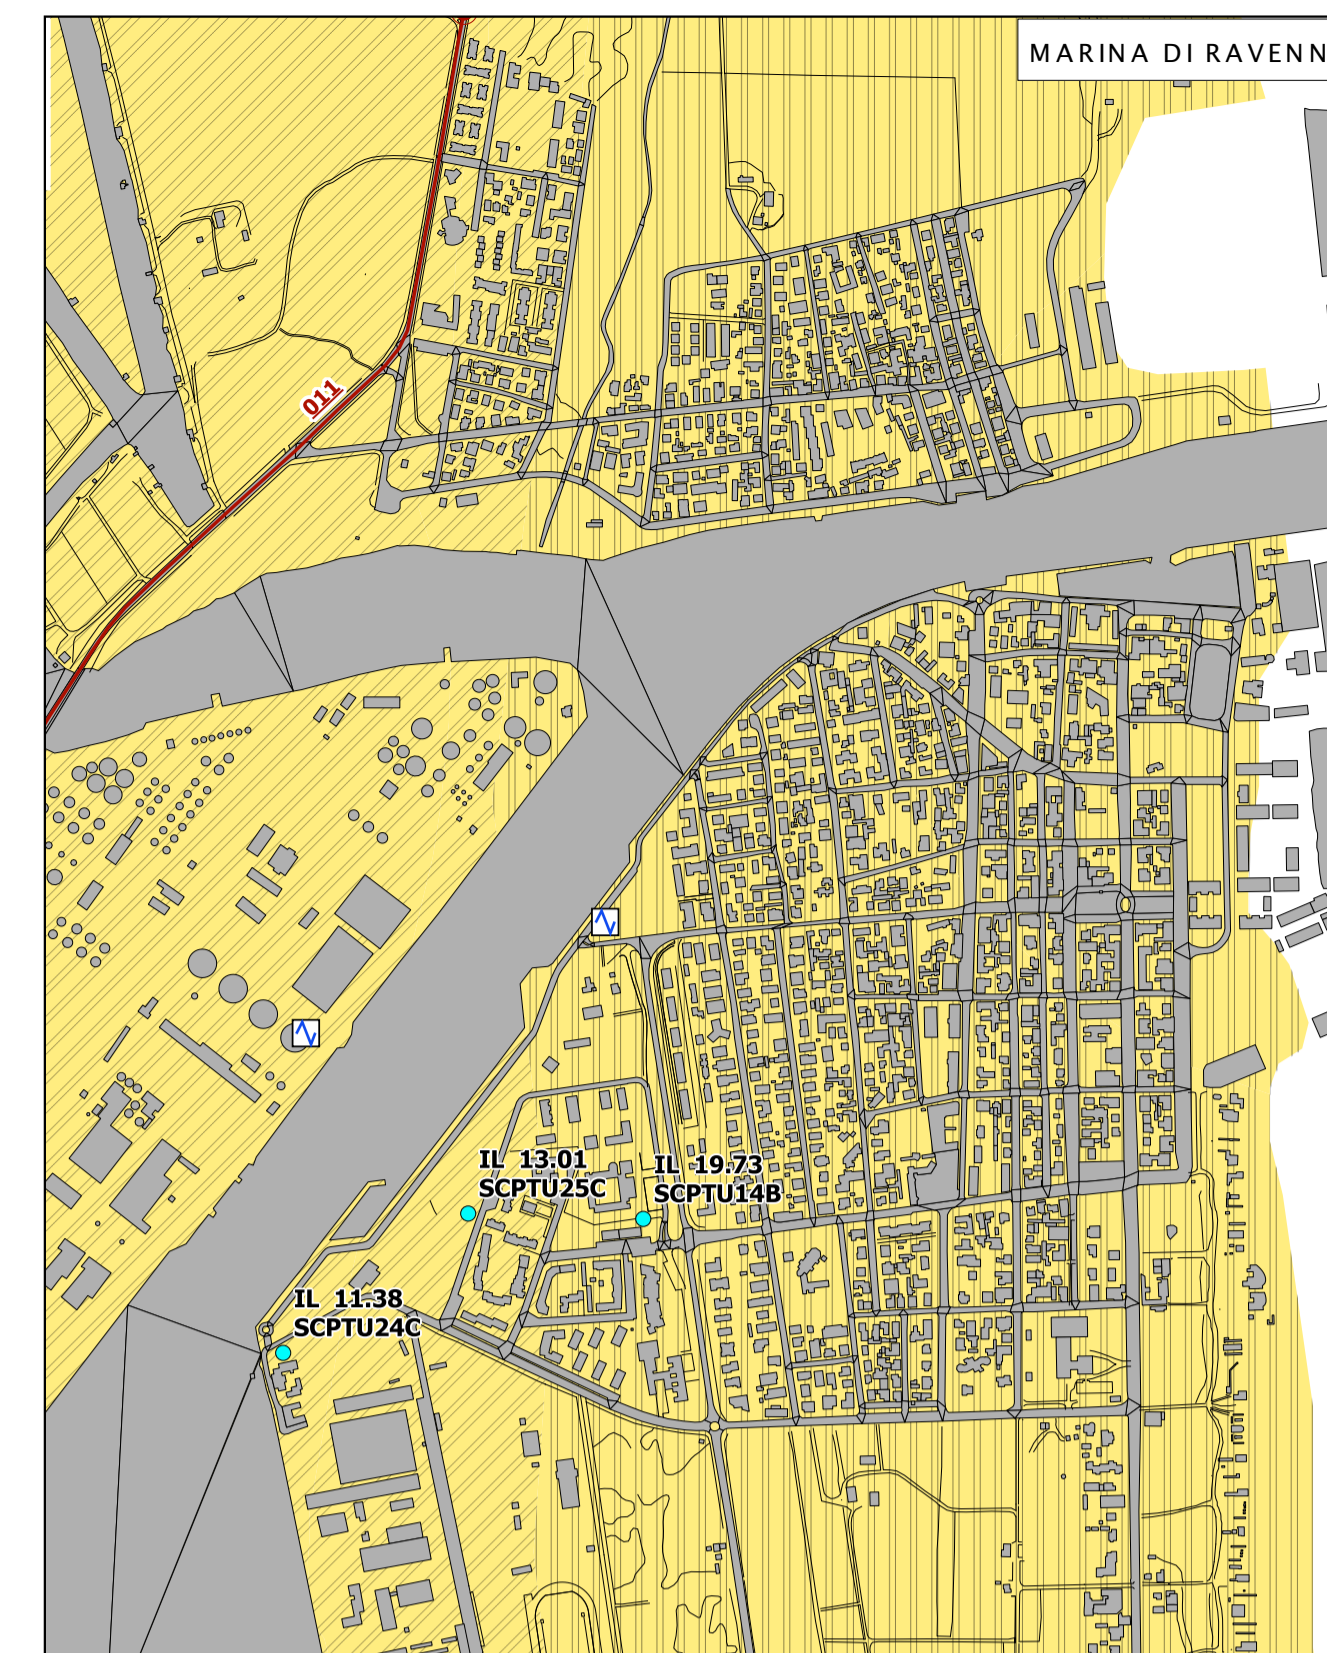 MARINA DI RAVENN
011
IL 13.01
SCPTU25C
IL 19.73
SCPTU14B
IL 11.38
SCPTU24C